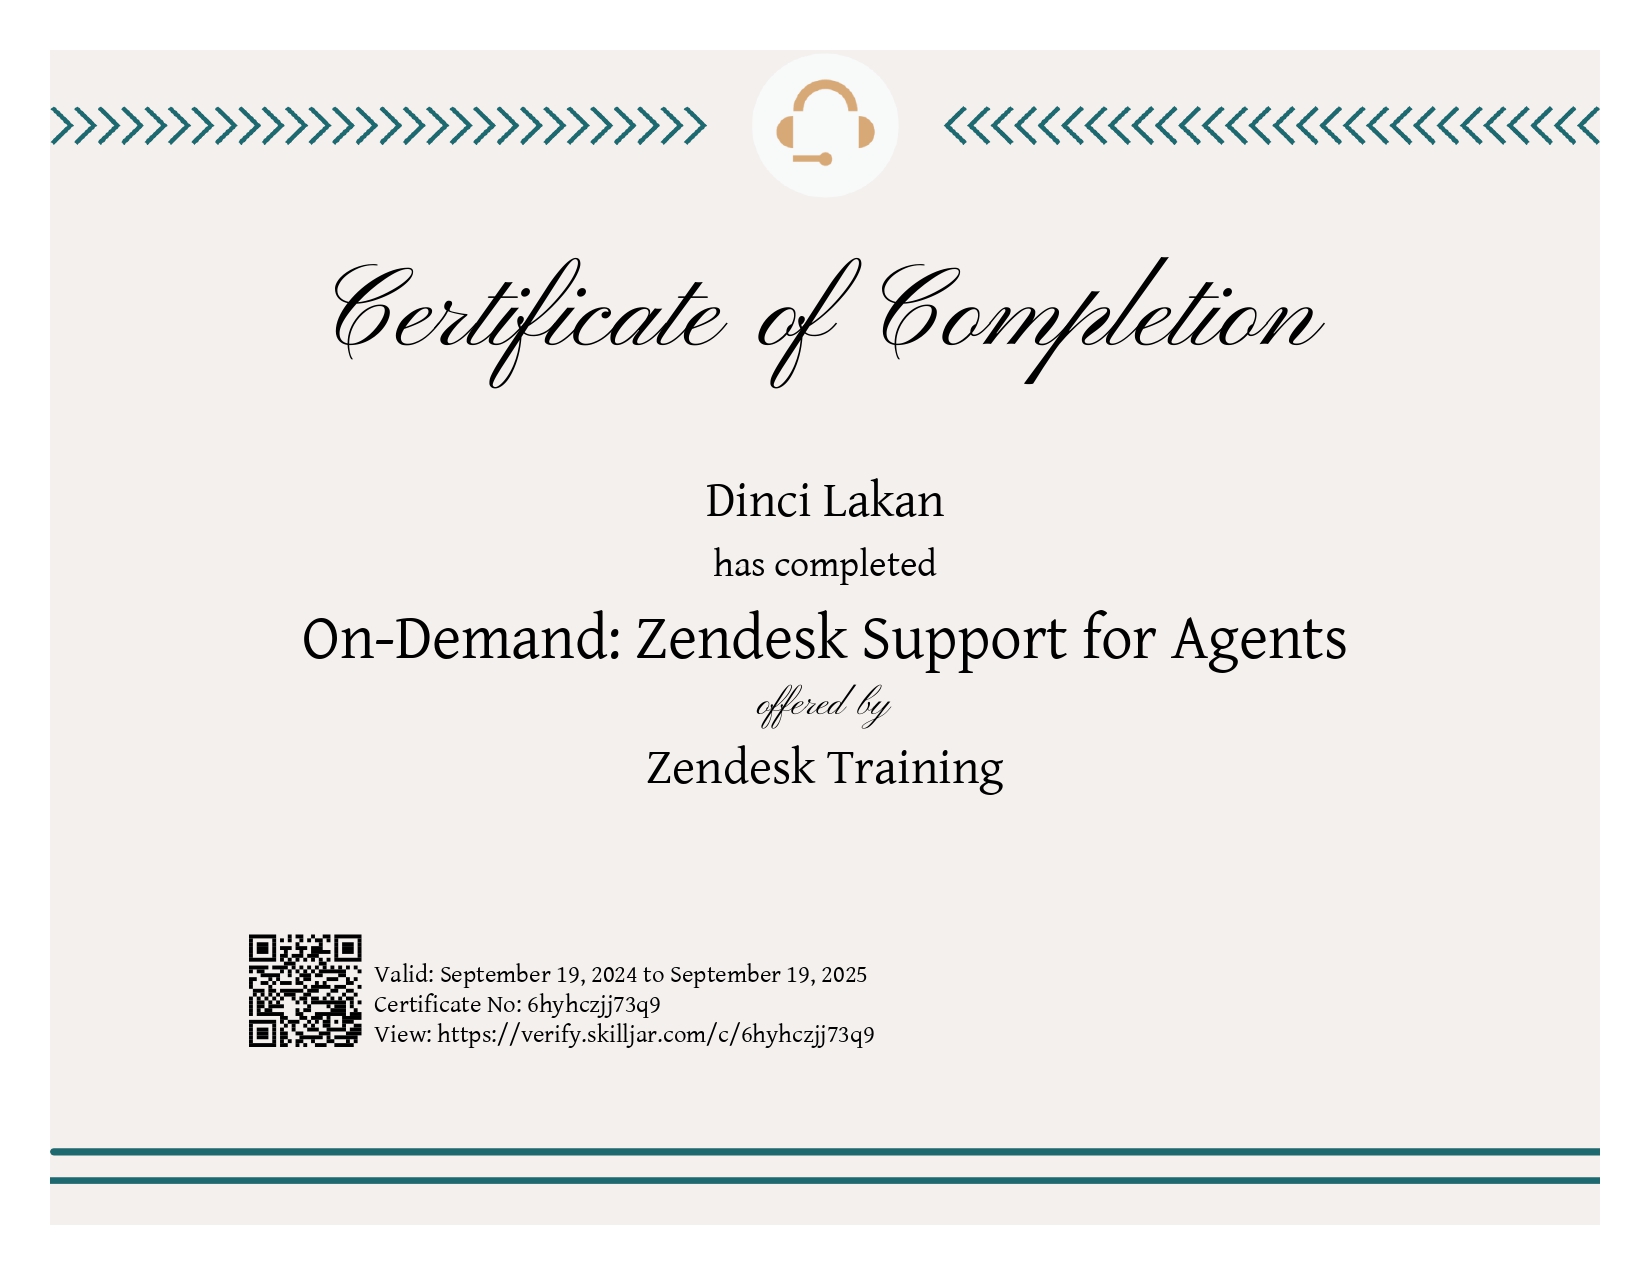 Certificate of Completion
Dinci Lakan
has completed
On-Demand: Zendesk Support for Agents
offered by
Zendesk Training
Valid: September 19, 2024 to September 19, 2025
Certificate No: 6hyhczjj73q9
View: https://verify.skilljar.com/c/6hyhczjj73q9